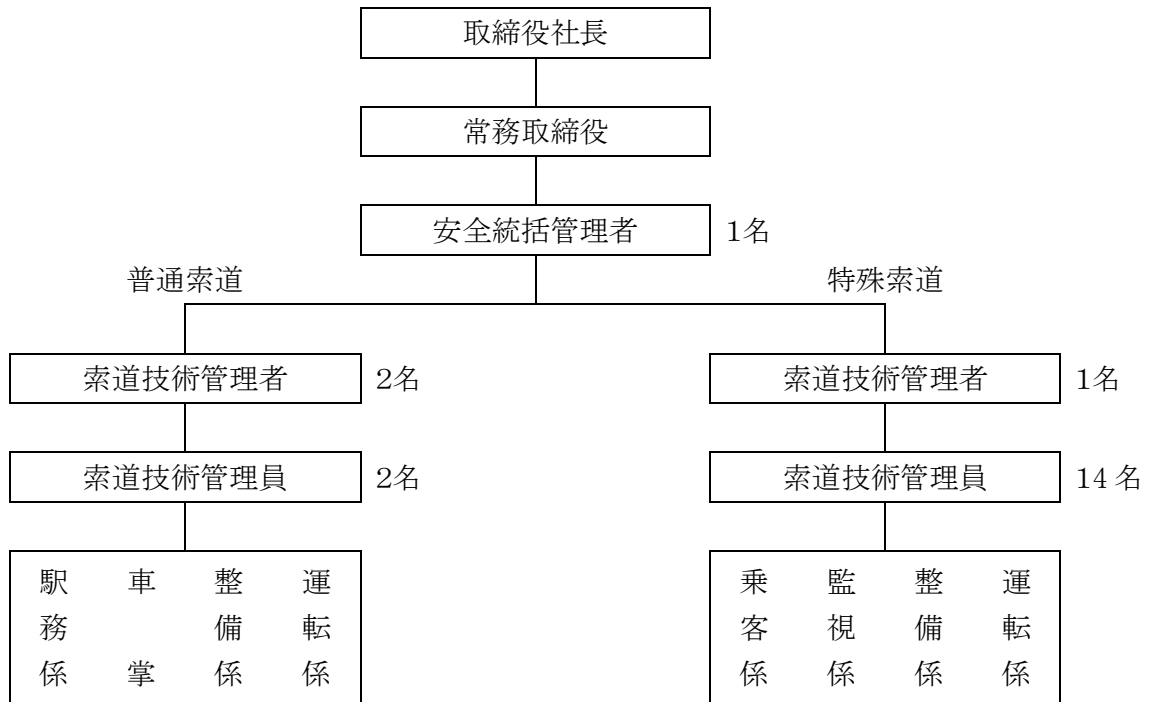 取締役社長
常務取締役
安全統括管理者 1名
普通索道
特殊索道
索道技術管理者 2名
索道技術管理者 1名
索道技術管理員 2名
索道技術管理員 14名
駅務係
車掌
整備係
運転係
乗客係
監視係
整備係
運転係